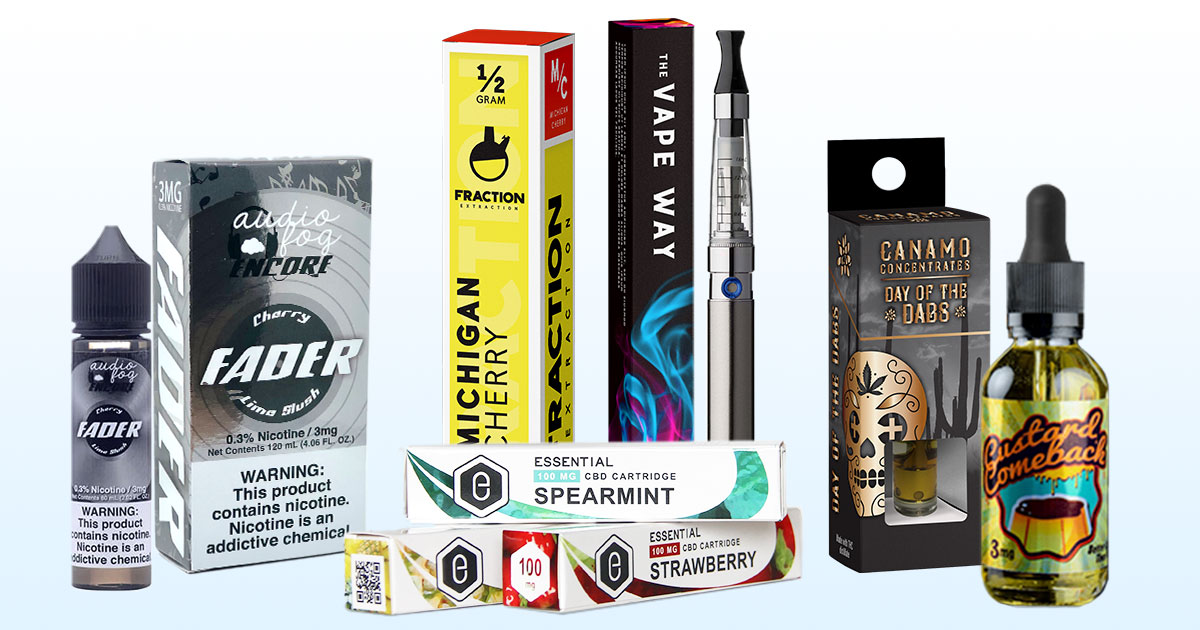 audio
fog
ENCORE
Cherry
FADER
Lime Slush
0.3% Nicotine / 3mg
WARNING:
This product
contains nicotine.
Nicotine is an
addictive chemical
3MG
0.3% NICOTINE
FADER
audio
fog
ENCORE
Cherry
FADER
Lime Slush
0.3% Nicotine / 3mg
Net Contents 120 mL (4.06 FL. OZ.)
WARNING:
This product
contains nicotine.
Nicotine is an
addictive chemical
1/2
GRAM
FRACTION
EXTRACTION
MICHIGAN
CHERRY
M/C
MICHIGAN
CHERRY
FRACTION
EXTRACTION
THE VAPE WAY
e
ESSENTIAL
100 MG CBD CARTRIDGE
SPEARMINT
e
100
mg
e
ESSENTIAL
100 MG CBD CARTRIDGE
STRAWBERRY
CANAMO
CONCENTRATES
DAY OF THE
DABS
DAY OF THE DABS
Custard
Comeback
3mg